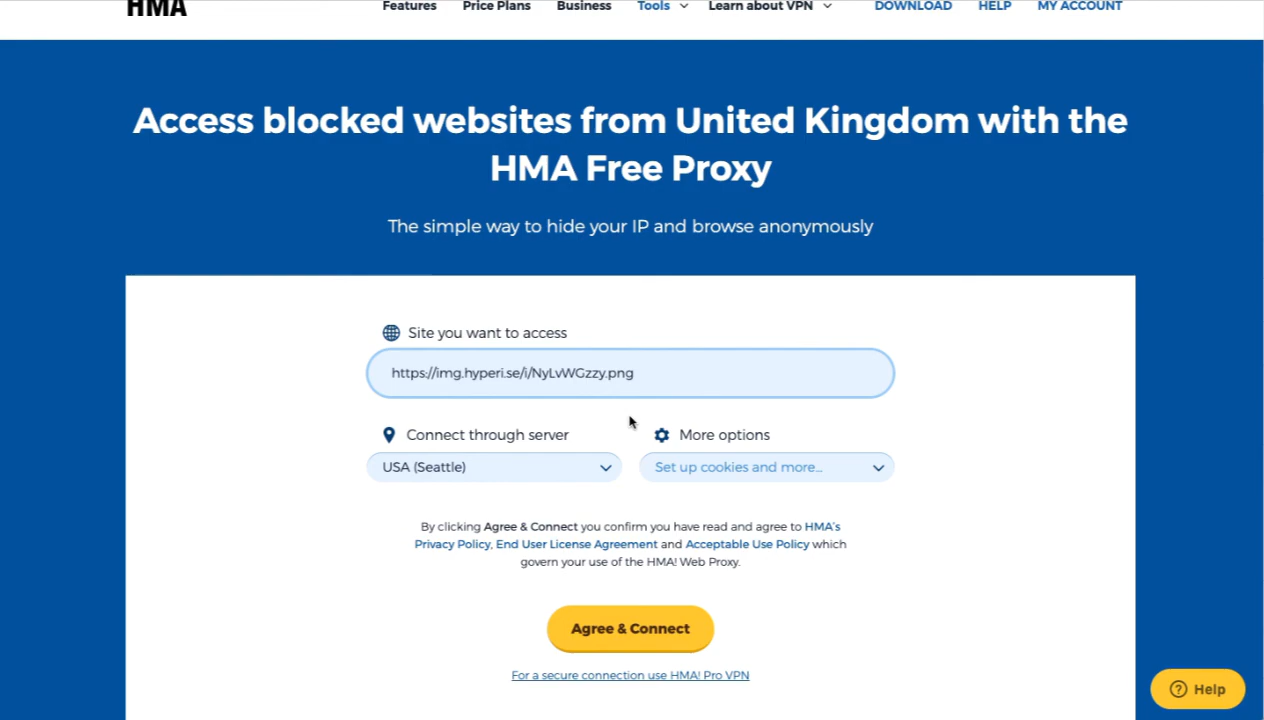 HMA
Features Price Plans Business Tools Learn about VPN DOWNLOAD HELP MY ACCOUNT
Access blocked websites from United Kingdom with the
HMA Free Proxy
The simple way to hide your IP and browse anonymously
Site you want to access
https://img.hyperi.se/i/NyLvWGzzy.png
Connect through server More options
USA (Seattle) Set up cookies and more...
By clicking Agree & Connect you confirm you have read and agree to HMA's
Privacy Policy, End User License Agreement and Acceptable Use Policy which
govern your use of the HMA! Web Proxy.
Agree & Connect
For a secure connection use HMA! Pro VPN
Help